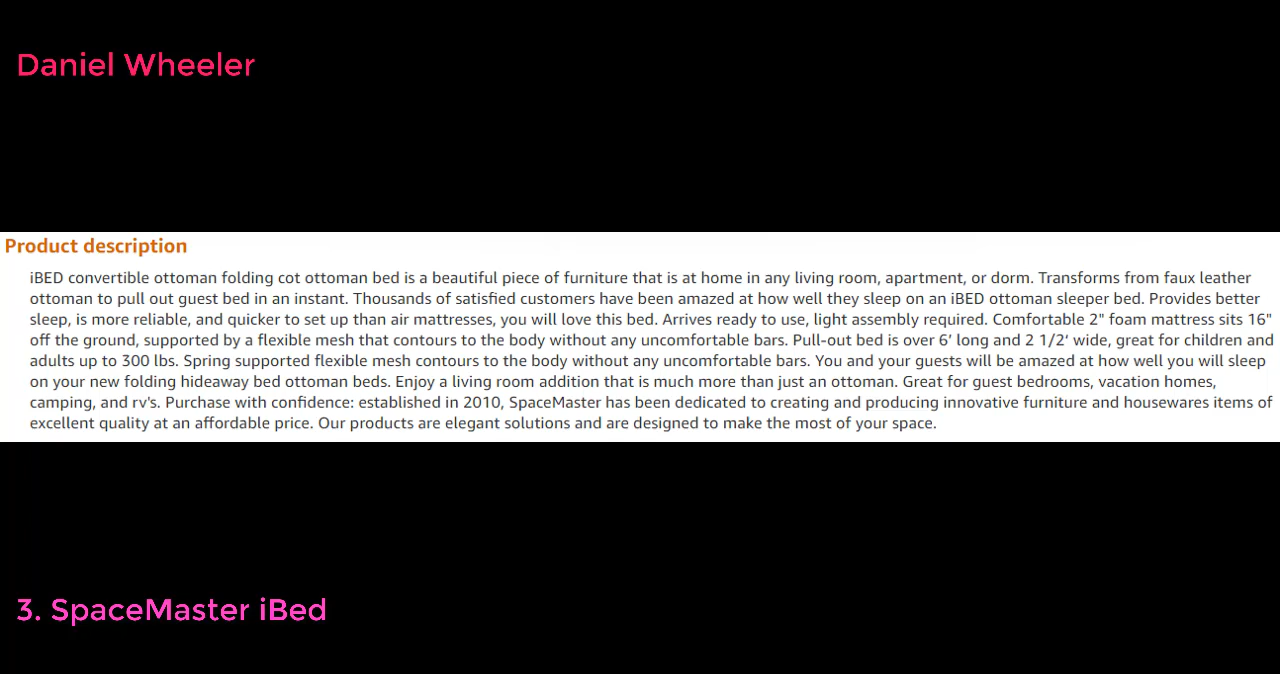 Daniel Wheeler
Product description
iBED convertible ottoman folding cot ottoman bed is a beautiful piece of furniture that is at home in any living room, apartment, or dorm. Transforms from faux leather
ottoman to pull out guest bed in an instant. Thousands of satisfied customers have been amazed at how well they sleep on an iBED ottoman sleeper bed. Provides better
sleep, is more reliable, and quicker to set up than air mattresses, you will love this bed. Arrives ready to use, light assembly required. Comfortable 2" foam mattress sits 16"
off the ground, supported by a flexible mesh that contours to the body without any uncomfortable bars. Pull-out bed is over 6’ long and 2 1/2’ wide, great for children and
adults up to 300 lbs. Spring supported flexible mesh contours to the body without any uncomfortable bars. You and your guests will be amazed at how well you will sleep
on your new folding hideaway bed ottoman beds. Enjoy a living room addition that is much more than just an ottoman. Great for guest bedrooms, vacation homes,
camping, and rv's. Purchase with confidence: established in 2010, SpaceMaster has been dedicated to creating and producing innovative furniture and housewares items of
excellent quality at an affordable price. Our products are elegant solutions and are designed to make the most of your space.
3. SpaceMaster iBed